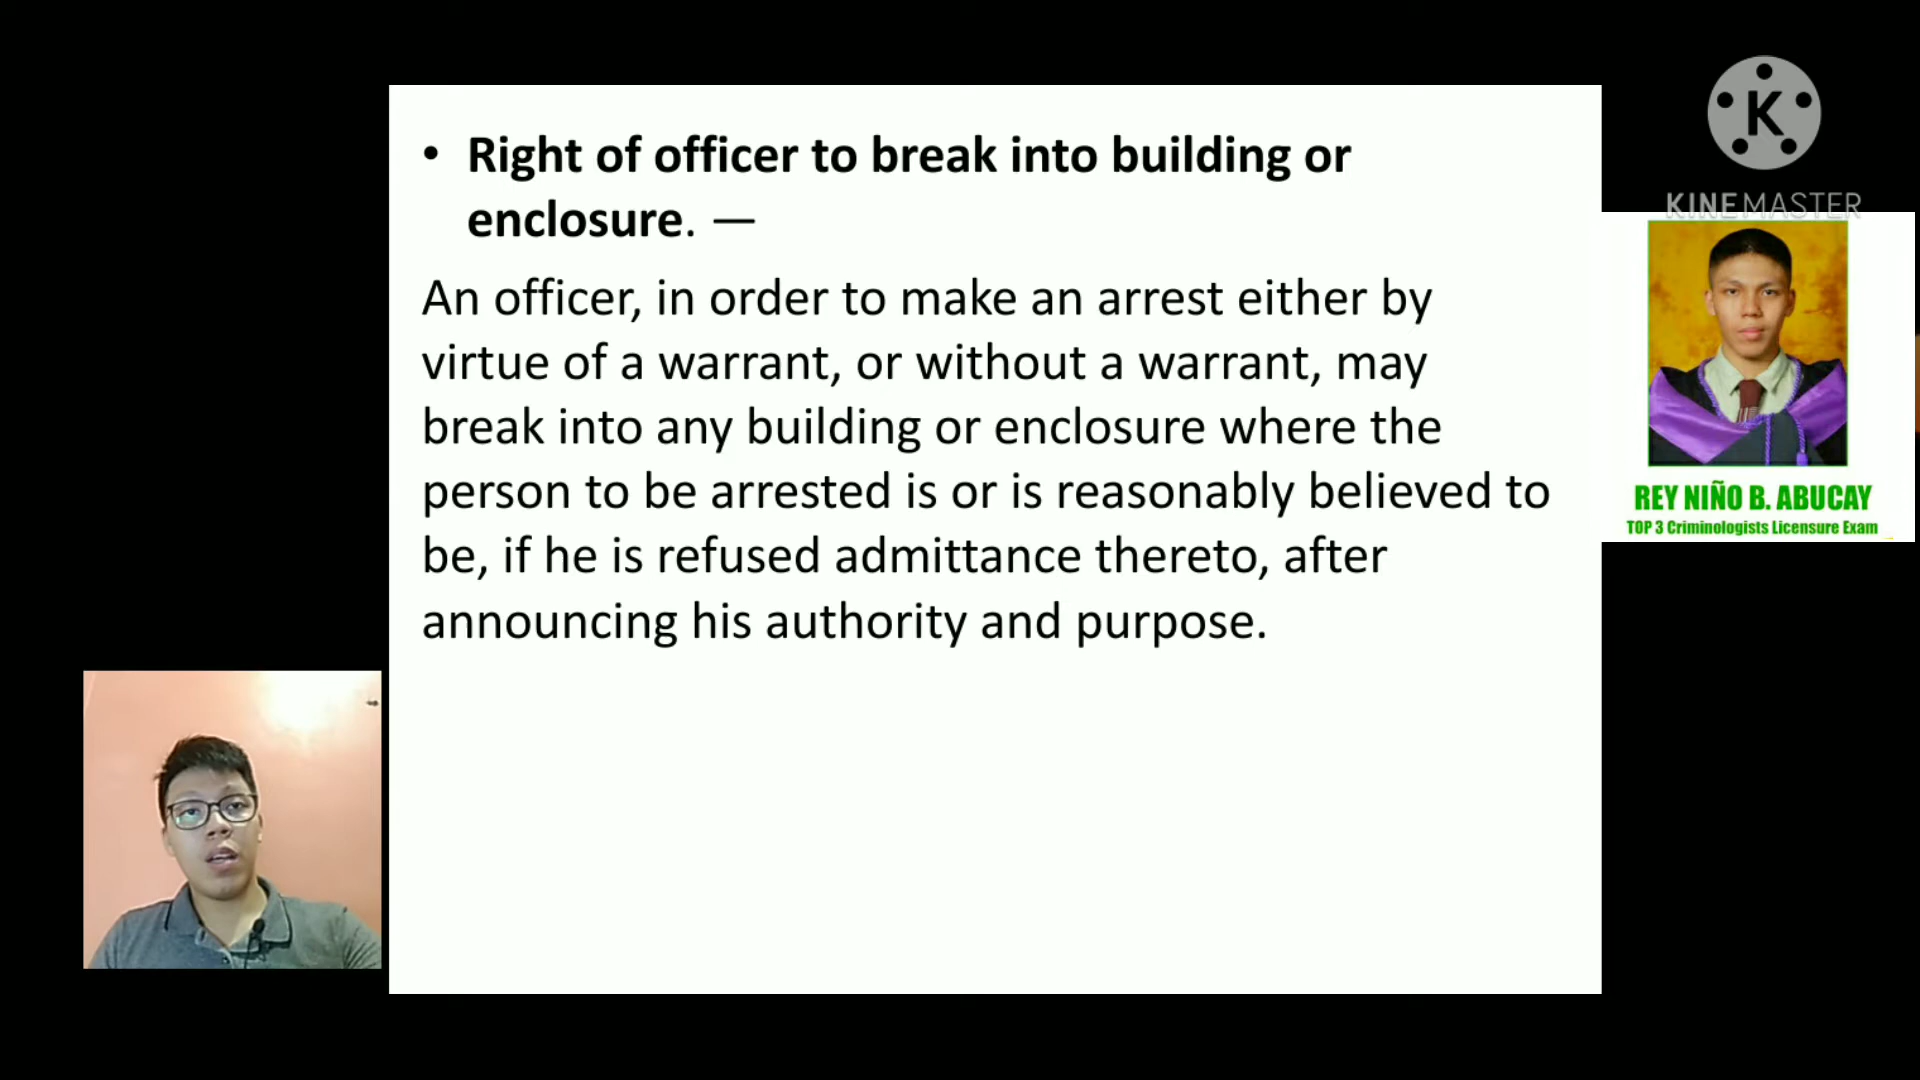 • Right of officer to break into building or
enclosure. —
An officer, in order to make an arrest either by
virtue of a warrant, or without a warrant, may
break into any building or enclosure where the
person to be arrested is or is reasonably believed to
be, if he is refused admittance thereto, after
announcing his authority and purpose.
K
KINEMASTER
REY NIÑO B. ABUCAY
TOP 3 Criminologists Licensure Exam